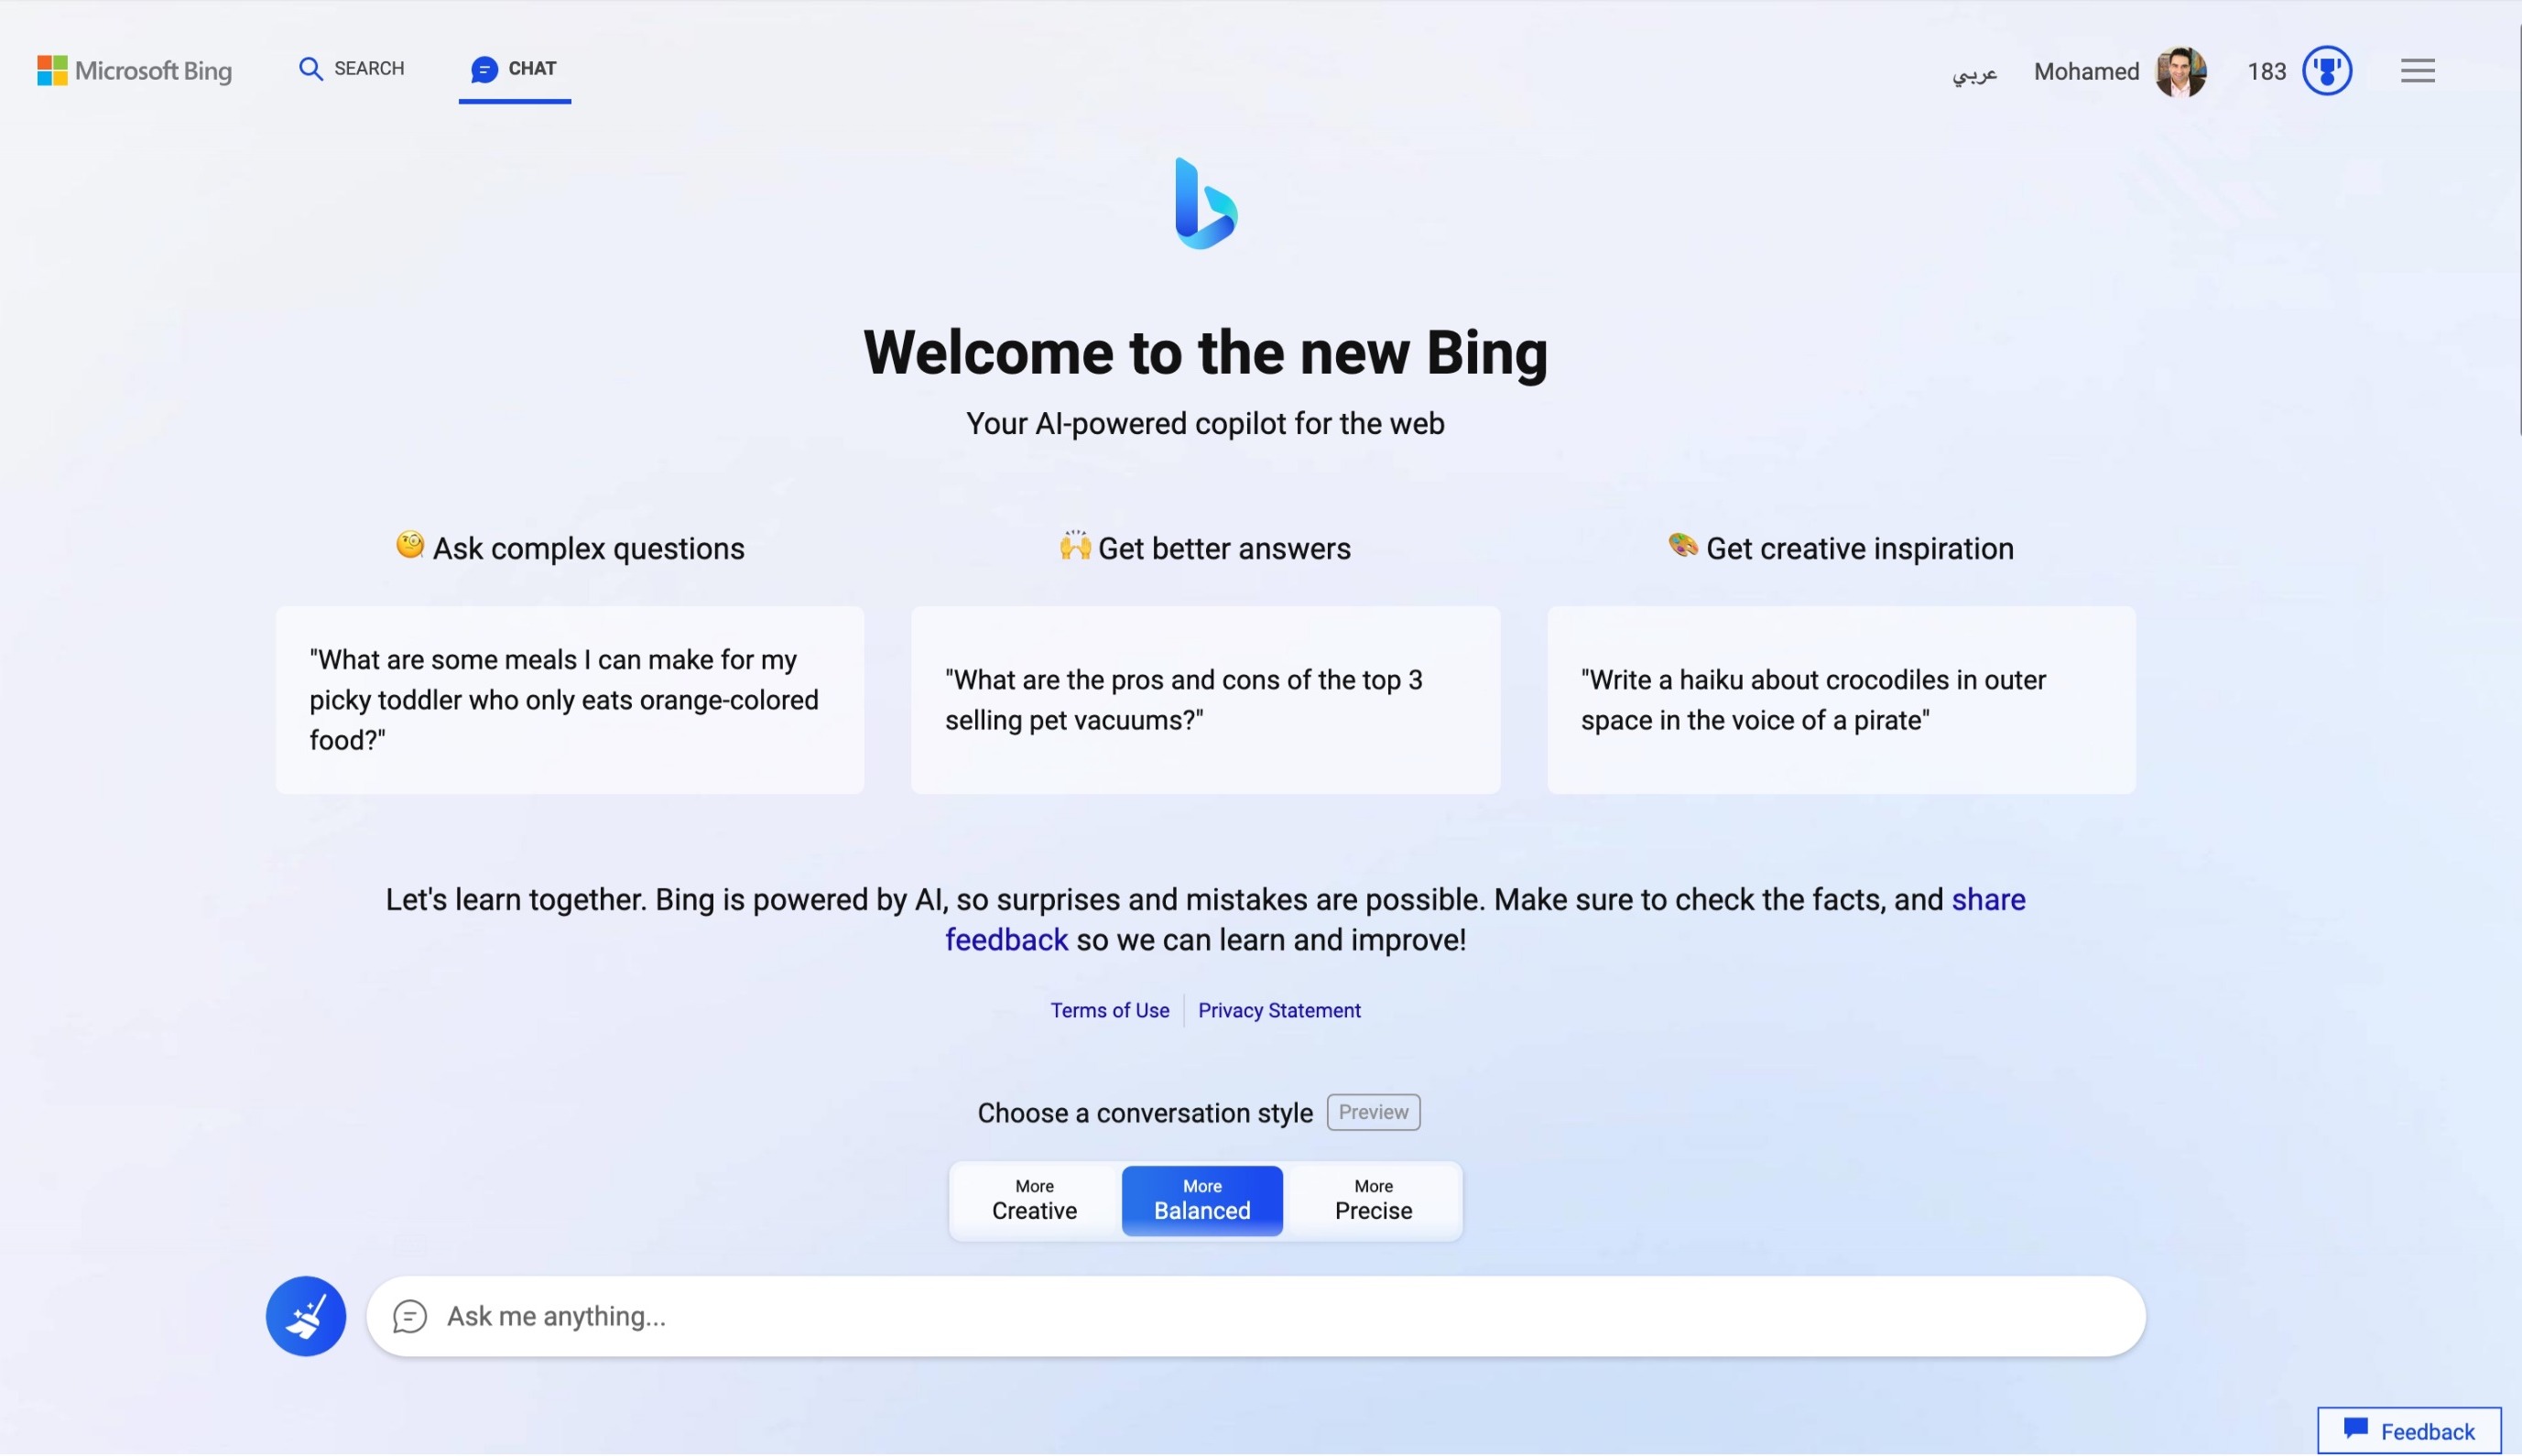 Microsoft Bing
SEARCH
CHAT
عربي
Mohamed
183
Welcome to the new Bing
Your AI-powered copilot for the web
🧐 Ask complex questions
"What are some meals I can make for my
picky toddler who only eats orange-colored
food?"
🙌 Get better answers
"What are the pros and cons of the top 3
selling pet vacuums?"
🎨 Get creative inspiration
"Write a haiku about crocodiles in outer
space in the voice of a pirate"
Let's learn together. Bing is powered by AI, so surprises and mistakes are possible. Make sure to check the facts, and share
feedback so we can learn and improve!
Terms of Use
Privacy Statement
Choose a conversation style Preview
More
Creative
More
Balanced
More
Precise
Ask me anything...
Feedback